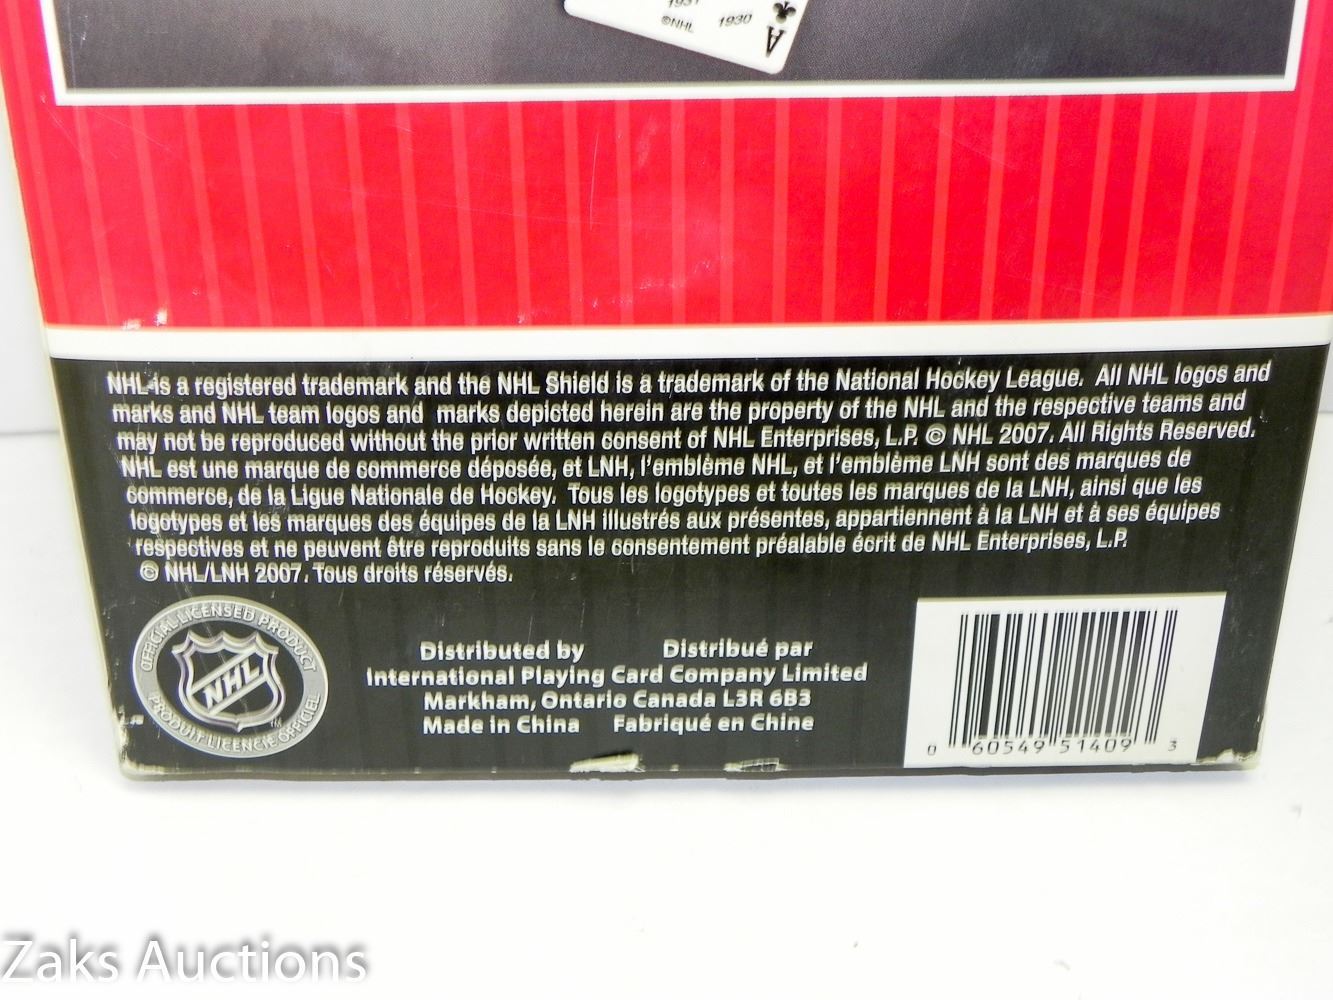 1931
©NHL 1930
A
NHL is a registered trademark and the NHL Shield is a trademark of the National Hockey League. All NHL logos and
marks and NHL team logos and marks depicted herein are the property of the NHL and the respective teams and
may not be reproduced without the prior written consent of NHL Enterprises, L.P. © NHL 2007. All Rights Reserved.
NHL est une marque de commerce déposée, et LNH, l'emblème NHL, et l'emblème LNH sont des marques de
commerce, de la Ligue Nationale de Hockey. Tous les logotypes et toutes les marques de la LNH, ainsi que les
logotypes et les marques des équipes de la LNH illustrés aux présentes, appartiennent à la LNH et à ses équipes
respectives et ne peuvent être reproduits sans le consentement préalable écrit de NHL Enterprises, L.P.
© NHL/LNH 2007. Tous droits réservés.
OFFICIAL LICENSED PRODUCT
NHL
TM
PRODUIT LICENCIE OFFICIEL
Distributed by Distribué par
International Playing Card Company Limited
Markham, Ontario Canada L3R 6B3
Made in China Fabriqué en Chine
0 60549 51409 3
Zaks Auctions